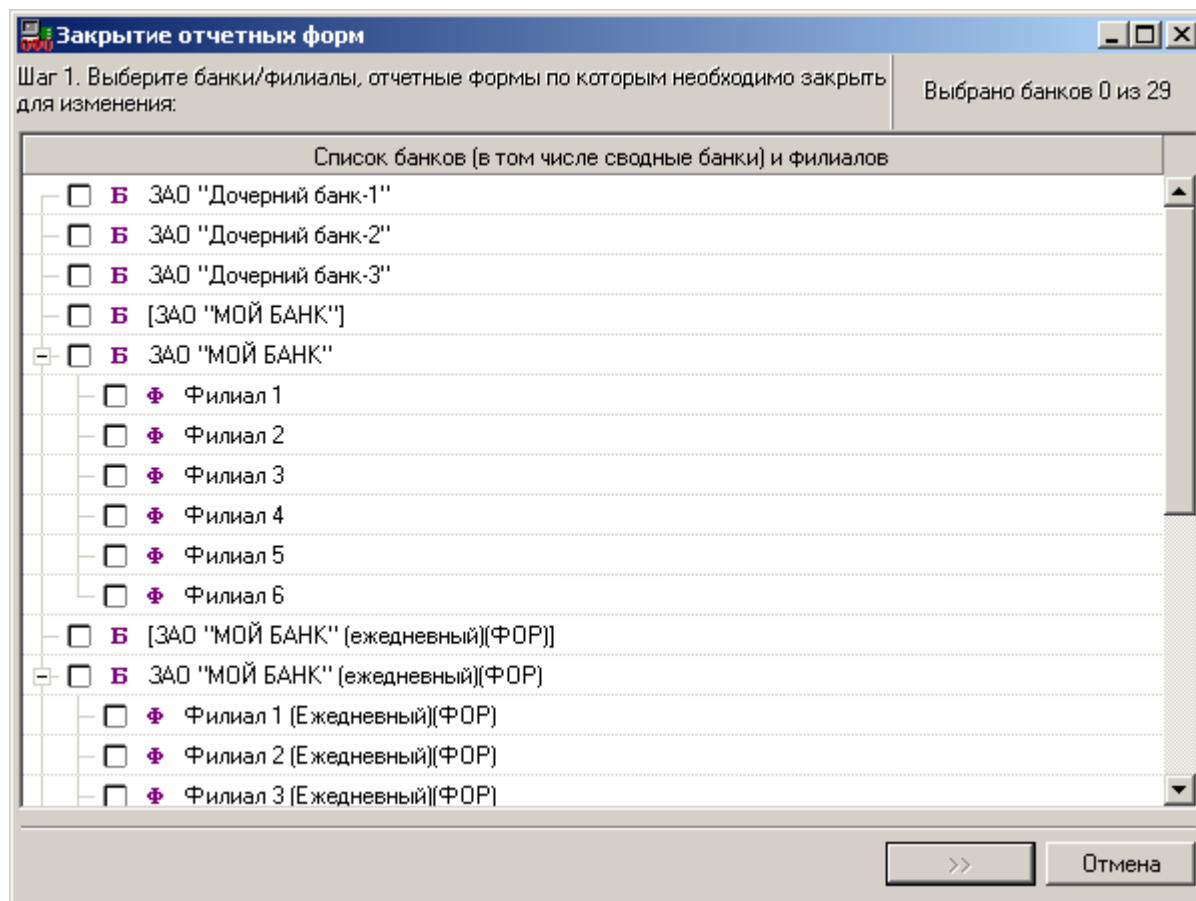 Закрытие отчетных форм
Шаг 1. Выберите банки/филиалы, отчетные формы по которым необходимо закрыть
для изменения:
Выбрано банков 0 из 29
Список банков (в том числе сводные банки) и филиалов
Б ЗАО "Дочерний банк-1"
Б ЗАО "Дочерний банк-2"
Б ЗАО "Дочерний банк-3"
Б [ЗАО "МОЙ БАНК"]
Б ЗАО "МОЙ БАНК"
Ф Филиал 1
Ф Филиал 2
Ф Филиал 3
Ф Филиал 4
Ф Филиал 5
Ф Филиал 6
Б [ЗАО "МОЙ БАНК" (ежедневный)(ФОР)]
Б ЗАО "МОЙ БАНК" (ежедневный)(ФОР)
Ф Филиал 1 (Ежедневный)(ФОР)
Ф Филиал 2 (Ежедневный)(ФОР)
Ф Филиал 3 (Ежедневный)(ФОР)
>> Отмена